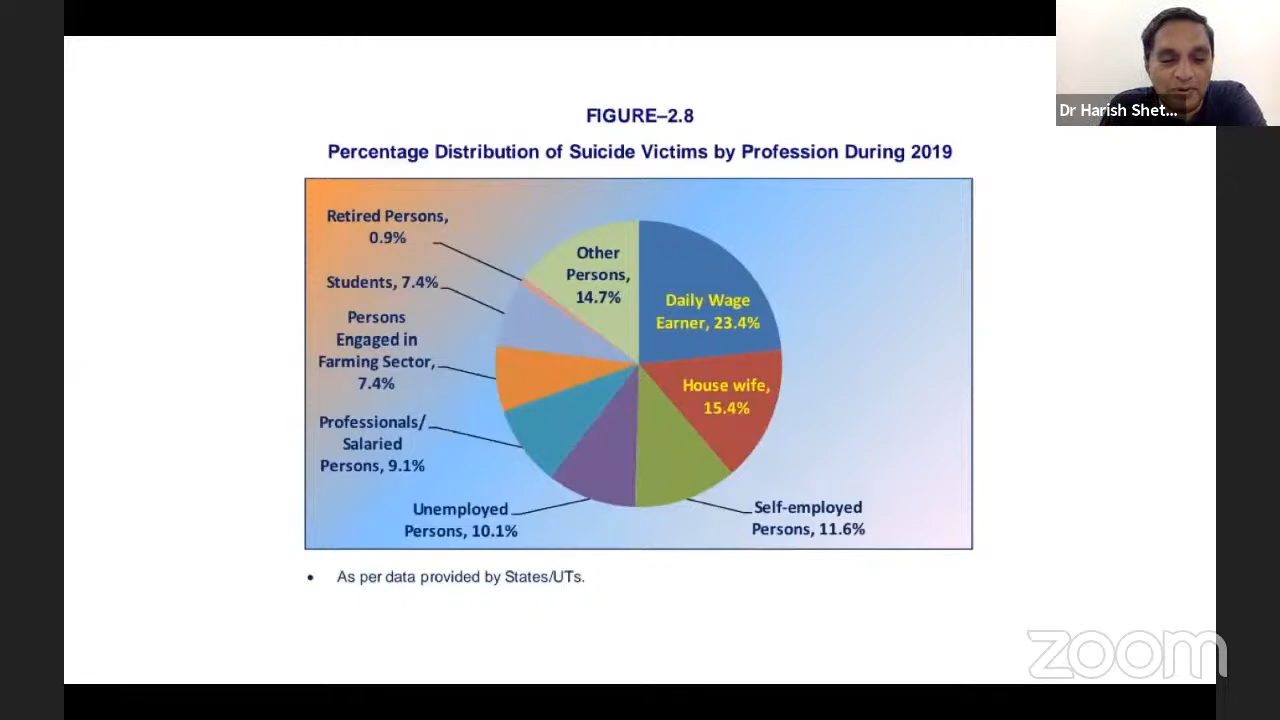 Dr Harish Shet...
FIGURE–2.8
Percentage Distribution of Suicide Victims by Profession During 2019
Retired Persons,
0.9%
Students, 7.4%
Persons
Engaged in
Farming Sector,
7.4%
Professionals/
Salaried
Persons, 9.1%
Unemployed
Persons, 10.1%
Other
Persons,
14.7%
Daily Wage
Earner, 23.4%
House wife,
15.4%
Self-employed
Persons, 11.6%
• As per data provided by States/UTs.
zoom